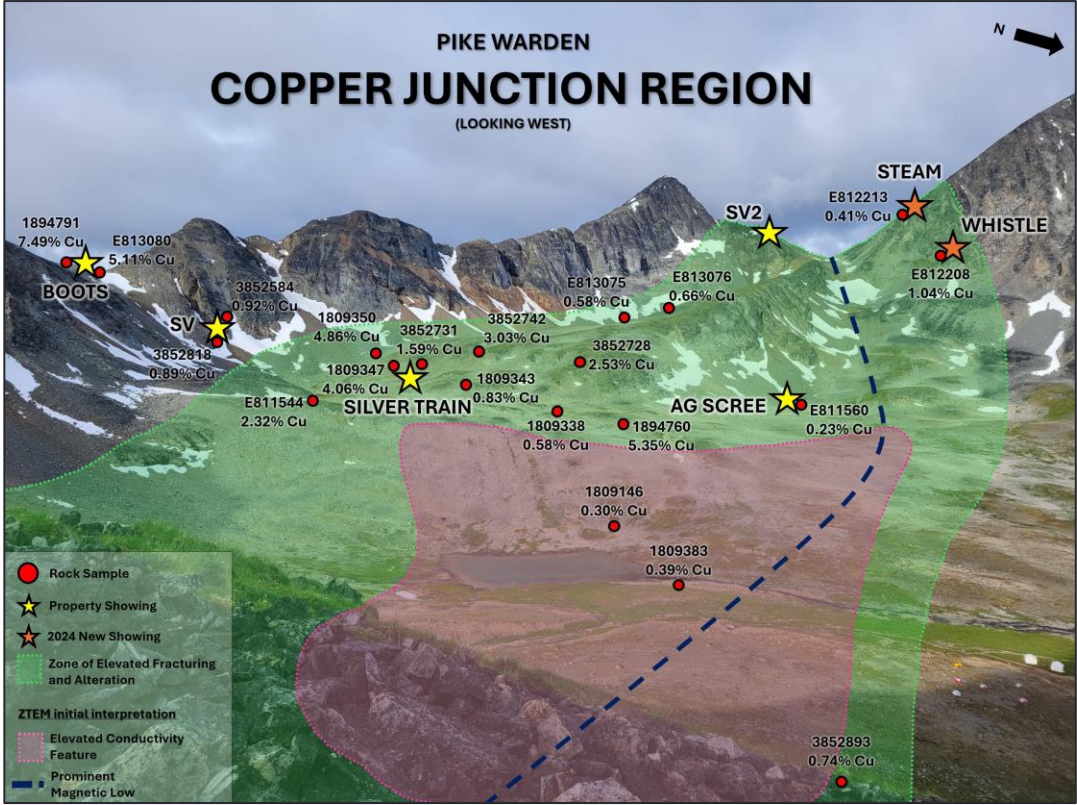 PIKE WARDEN
COPPER JUNCTION REGION
(LOOKING WEST)
N
STEAM
E812213
0.41% Cu
WHISTLE
E812208
1.04% Cu
SV2
1894791
7.49% Cu
E813080
5.11% Cu
BOOTS
3852584
0.92% Cu
SV
3852818
0.89% Cu
E813075
0.58% Cu
E813076
0.66% Cu
1809350
4.86% Cu
3852731
1.59% Cu
3852742
3.03% Cu
3852728
2.53% Cu
1809347
4.06% Cu
1809343
0.83% Cu
SILVER TRAIN
E811544
2.32% Cu
AG SCREE
E811560
0.23% Cu
1809338
0.58% Cu
1894760
5.35% Cu
1809146
0.30% Cu
1809383
0.39% Cu
3852893
0.74% Cu
Rock Sample
Property Showing
2024 New Showing
Zone of Elevated Fracturing
and Alteration
ZTEM initial interpretation
Elevated Conductivity
Feature
Prominent
Magnetic Low